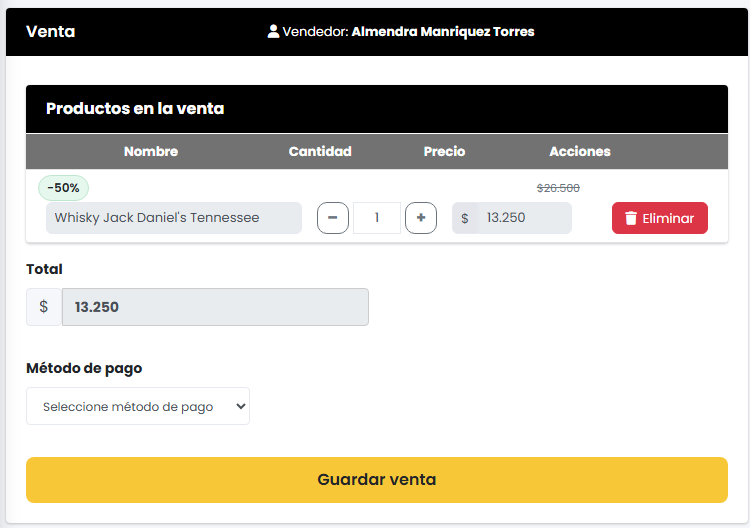 Venta
Vendedor: Almendra Manriquez Torres
Productos en la venta
Nombre Cantidad Precio Acciones
-50% $26.500
Whisky Jack Daniel's Tennessee − 1 + $ 13.250 Eliminar
Total
$ 13.250
Método de pago
Seleccione método de pago
Guardar venta